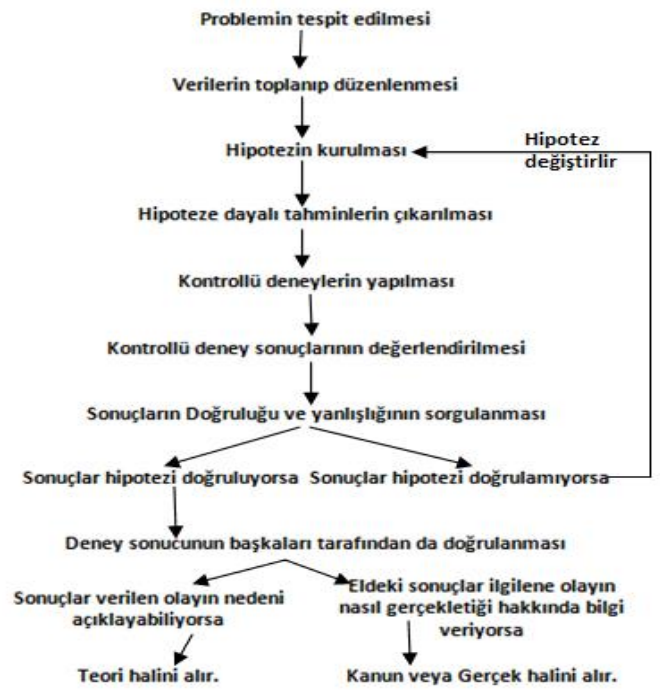 Problemin tespit edilmesi
Verilerin toplanıp düzenlenmesi
Hipotezin kurulması
Hipotez
değiştirlir
Hipoteze dayalı tahminlerin çıkarılması
Kontrollü deneylerin yapılması
Kontrollü deney sonuçlarının değerlendirilmesi
Sonuçların Doğruluğu ve yanlışlığının sorgulanması
Sonuçlar hipotezi doğruluyorsa
Sonuçlar hipotezi doğrulamıyorsa
Deney sonucunun başkaları tarafından da doğrulanması
Sonuçlar verilen olayın nedeni
açıklayabiliyorsa
Eldeki sonuçlar ilgilene olayın
nasıl gerçekletiği hakkında bilgi
veriyorsa
Teori halini alır.
Kanun veya Gerçek halini alır.